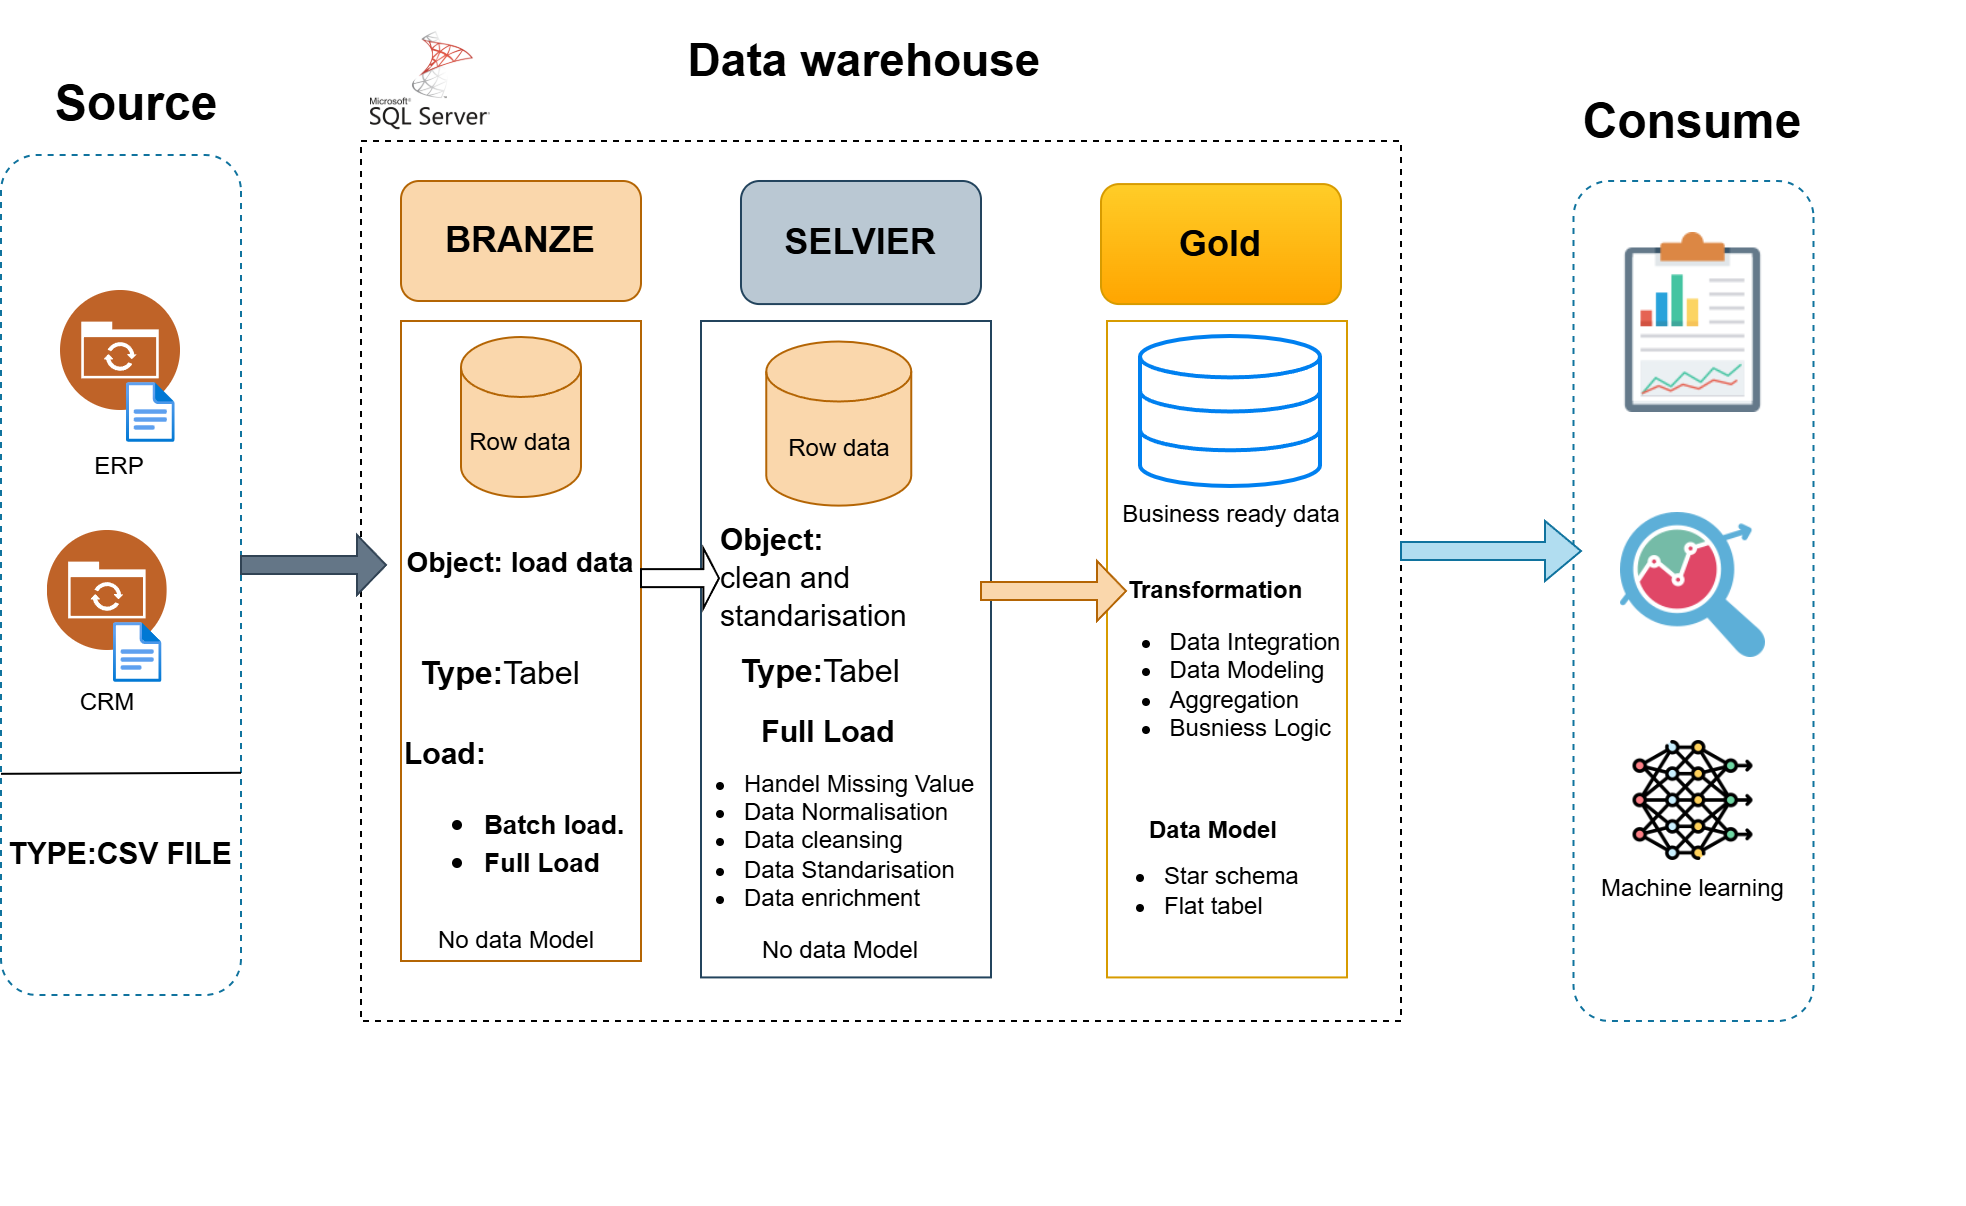 Source
ERP
CRM
TYPE:CSV FILE
Microsoft®
SQL Server
Data warehouse
BRANZE
Row data
Object: load data
Type:Tabel
Load:
• Batch load.
• Full Load
No data Model
SELVIER
Row data
Object:
clean and
standarisation
Type:Tabel
Full Load
• Handel Missing Value
• Data Normalisation
• Data cleansing
• Data Standarisation
• Data enrichment
No data Model
Gold
Business ready data
Transformation
• Data Integration
• Data Modeling
• Aggregation
• Busniess Logic
Data Model
• Star schema
• Flat tabel
Consume
Machine learning